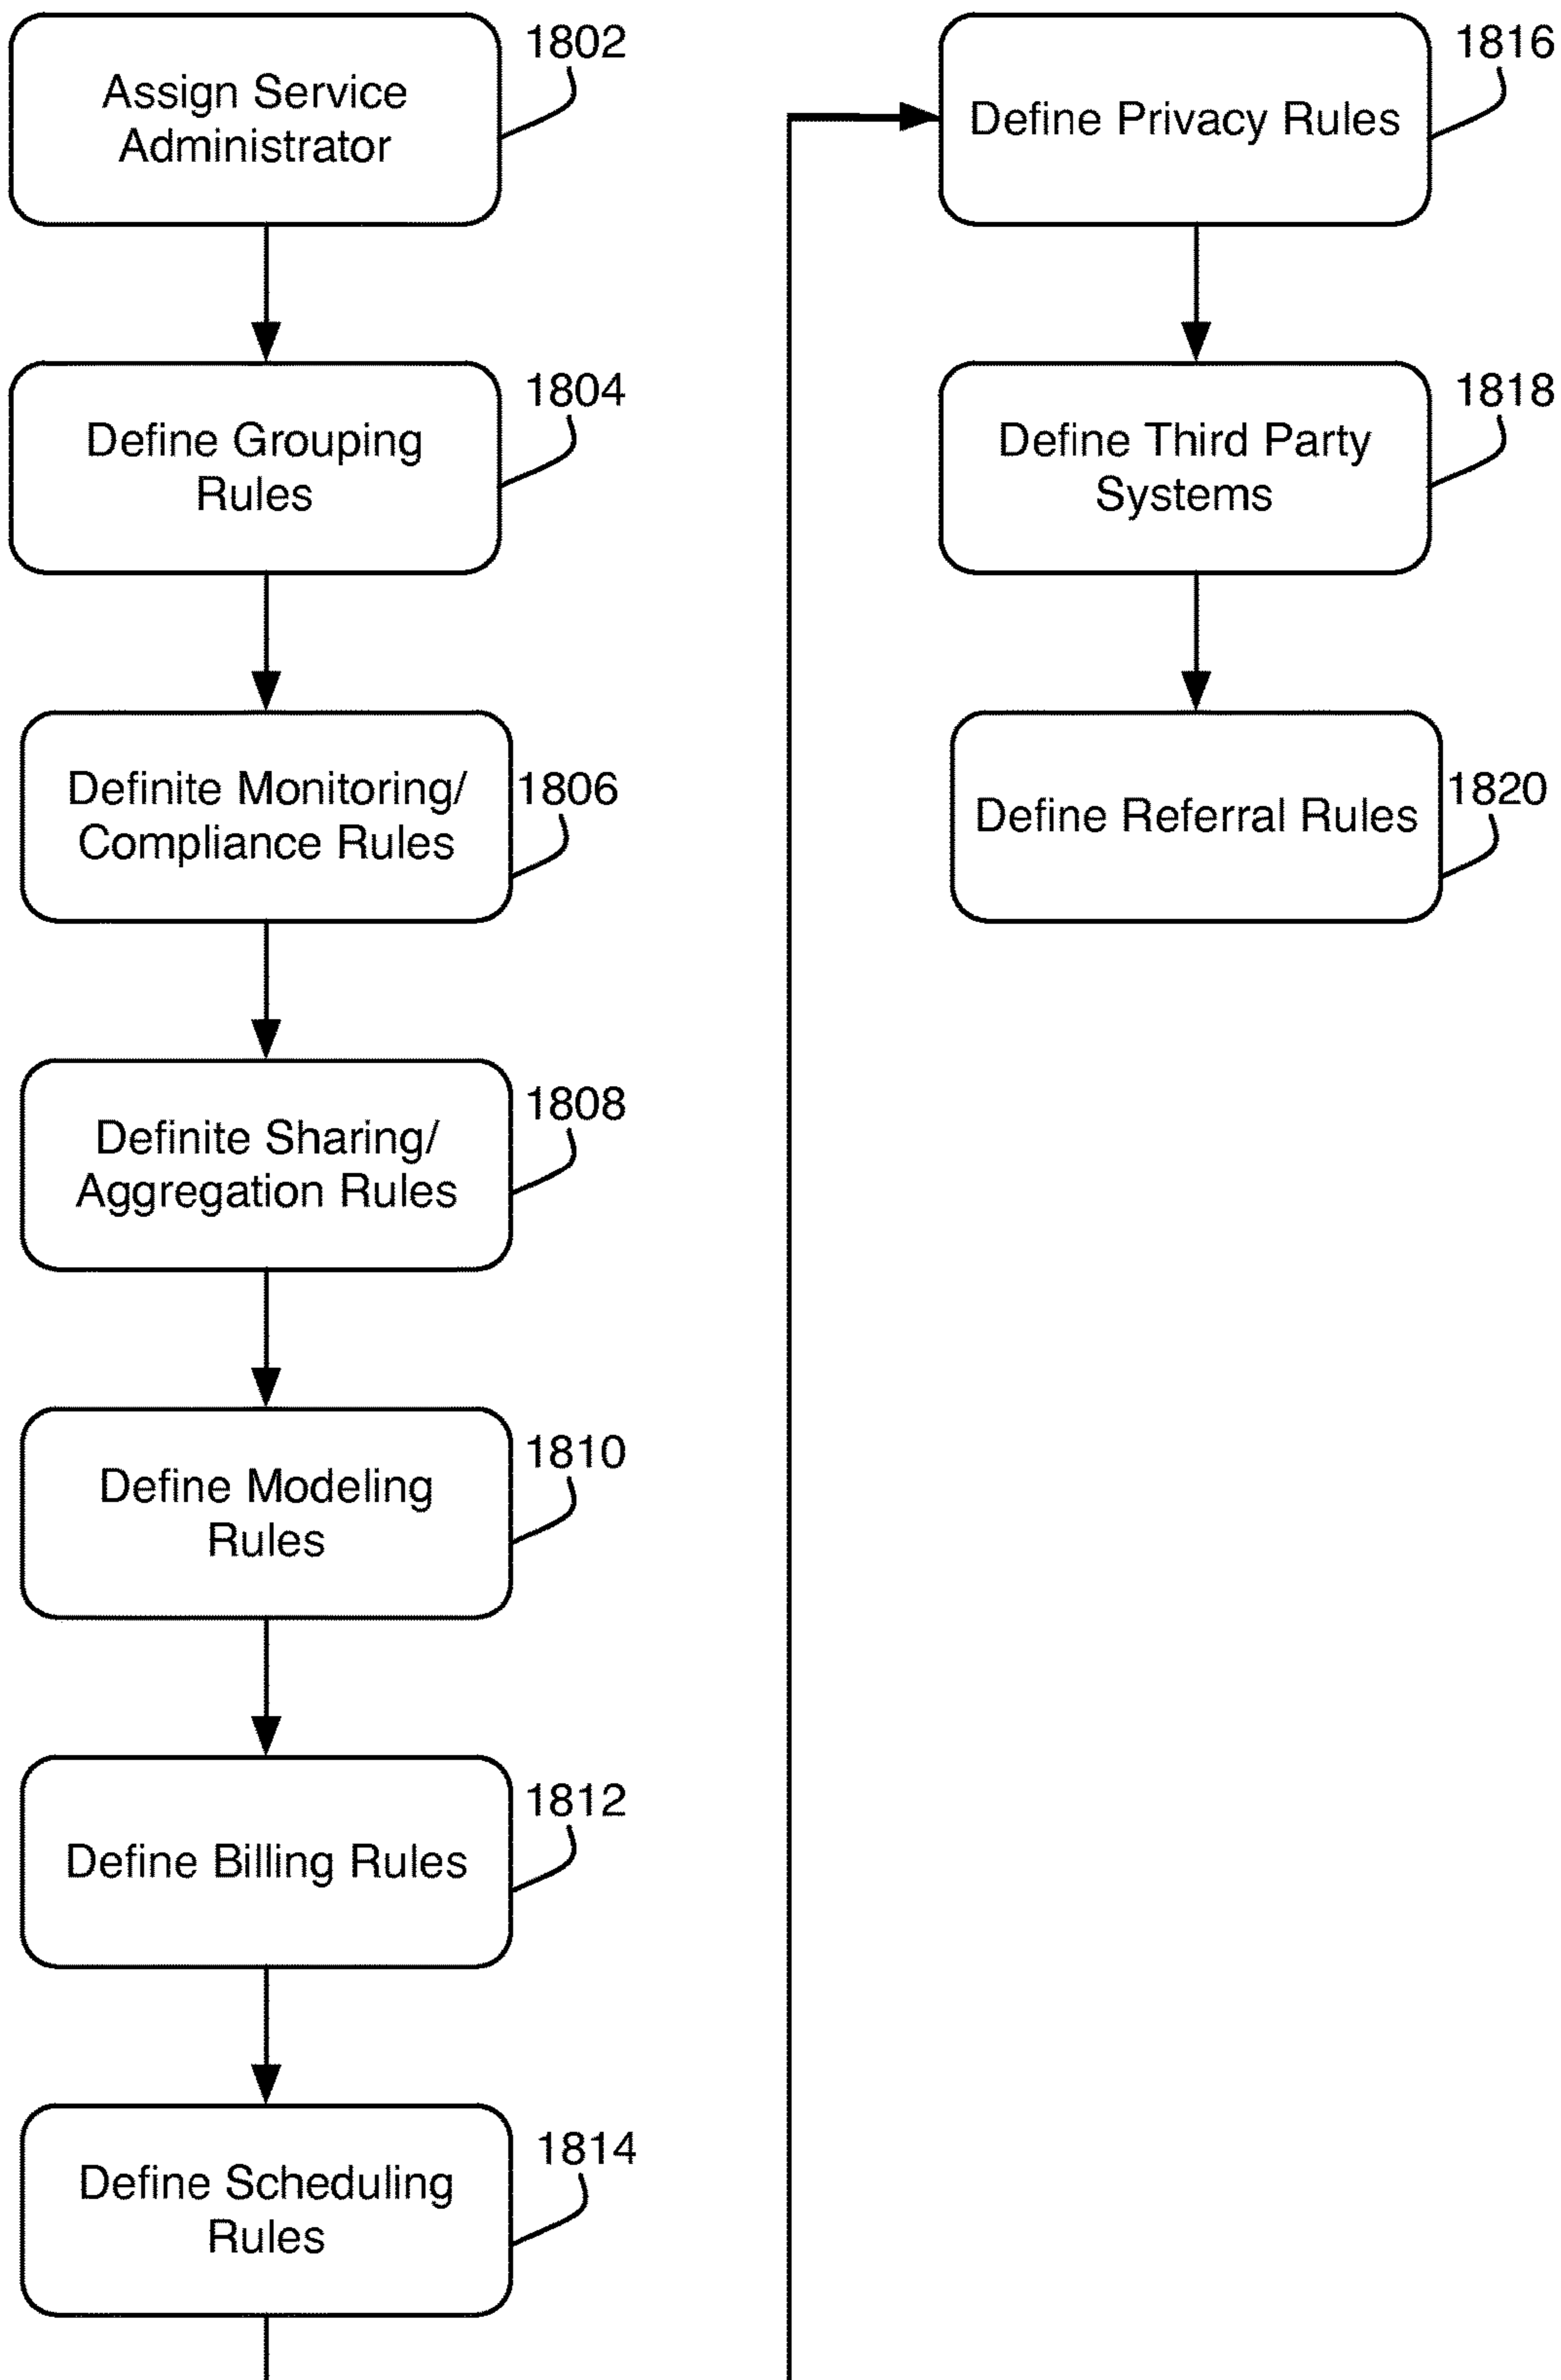 Assign Service
Administrator
1802
Define Grouping
Rules
1804
Definite Monitoring/
Compliance Rules
1806
Definite Sharing/
Aggregation Rules
1808
Define Modeling
Rules
1810
Define Billing Rules
1812
Define Scheduling
Rules
1814
Define Privacy Rules
1816
Define Third Party
Systems
1818
Define Referral Rules
1820